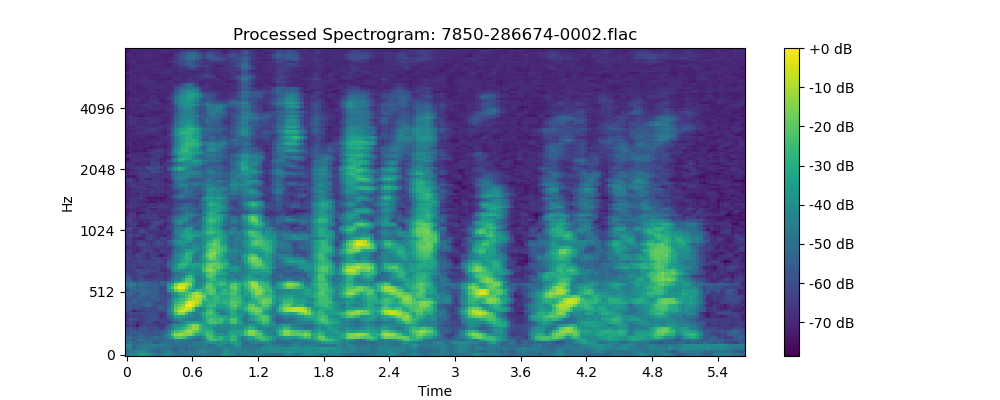 Processed Spectrogram: 7850-286674-0002.flac
+0 dB
4096
-10 dB
-20 dB
2048
-30 dB
Hz
-40 dB
1024
-50 dB
512
-60 dB
-70 dB
0
0 0.6 1.2 1.8 2.4 3 3.6 4.2 4.8 5.4
Time